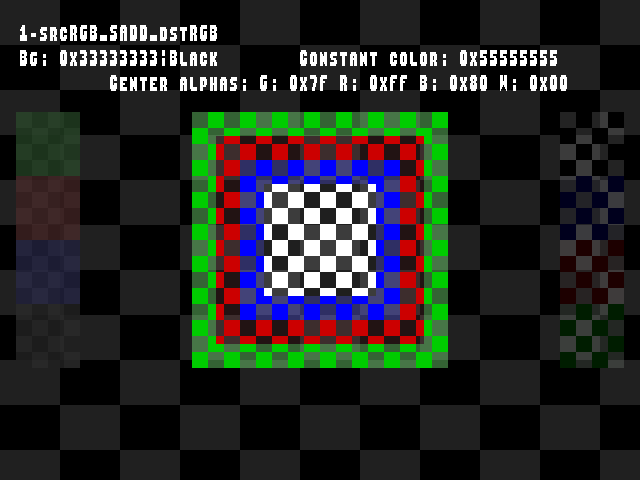 1-srcRGB_SADD_dstRGB
Bg: 0x33333333¦Black Constant color: 0x55555555
Center alphas: G: 0x7f R: 0xff B: 0x80 W: 0x00